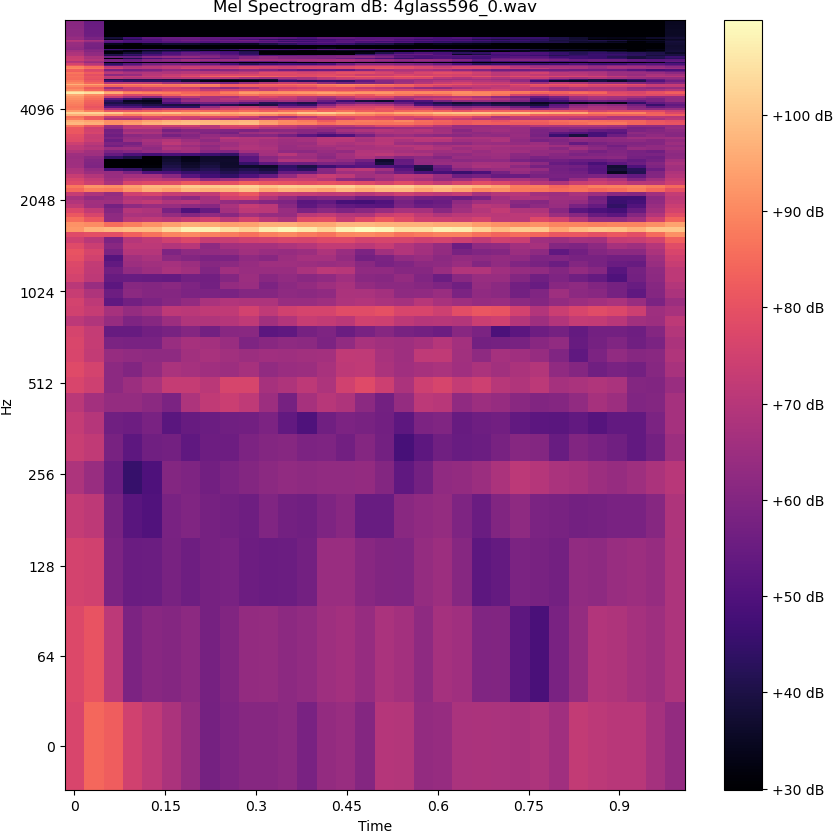 Mel Spectrogram dB: 4glass596_0.wav
4096
2048
1024
512
256
128
64
0
Hz
0 0.15 0.3 0.45 0.6 0.75 0.9
Time
+100 dB
+90 dB
+80 dB
+70 dB
+60 dB
+50 dB
+40 dB
+30 dB